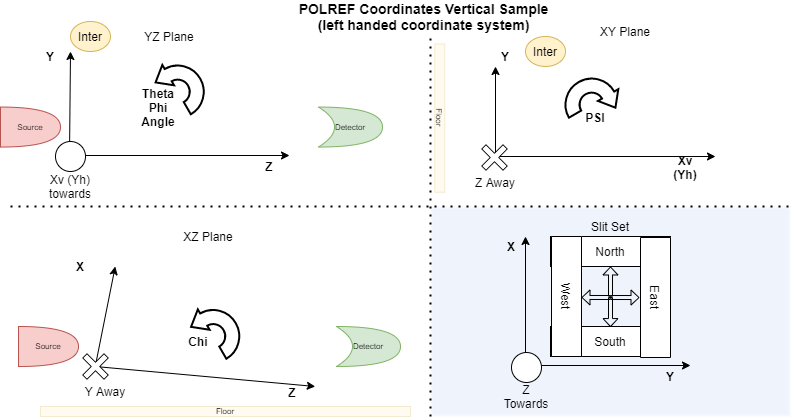 POLREF Coordinates Vertical Sample
(left handed coordinate system)
Inter
YZ Plane
Y
Theta
Phi
Angle
Source
Detector
Z
Xv (Yh)
towards
XY Plane
Inter
Y
Floor
PSI
Xv
(Yh)
Z Away
XZ Plane
X
Chi
Source
Detector
Y Away
Z
Floor
Slit Set
X
North
West
East
South
Y
Z
Towards